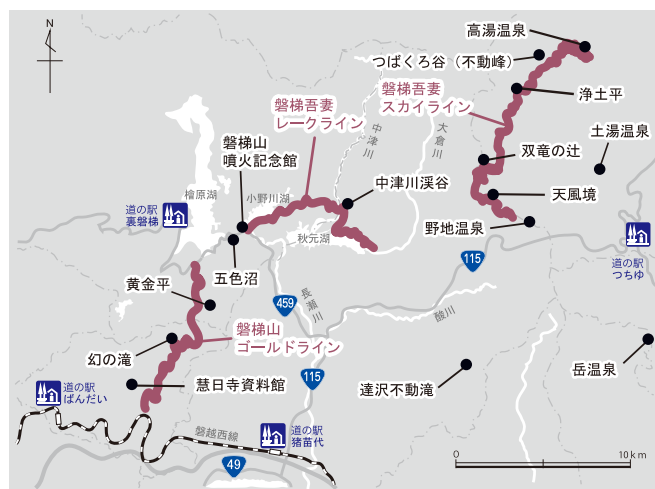 N
高湯温泉
つばくろ谷（不動峰）
磐梯吾妻
スカイライン
浄土平
磐梯吾妻
レークライン
大倉川
中津川
土湯温泉
磐梯山
噴火記念館
双竜の辻
中津川渓谷
天風境
檜原湖
小野川湖
道の駅
裏磐梯
野地温泉
秋元湖
道の駅
つちゆ
115
五色沼
黄金平
459
長瀬川
酸川
磐梯山
ゴールドライン
幻の滝
岳温泉
115
達沢不動滝
慧日寺資料館
道の駅
ばんだい
磐越西線
道の駅
猪苗代
49
0
10km